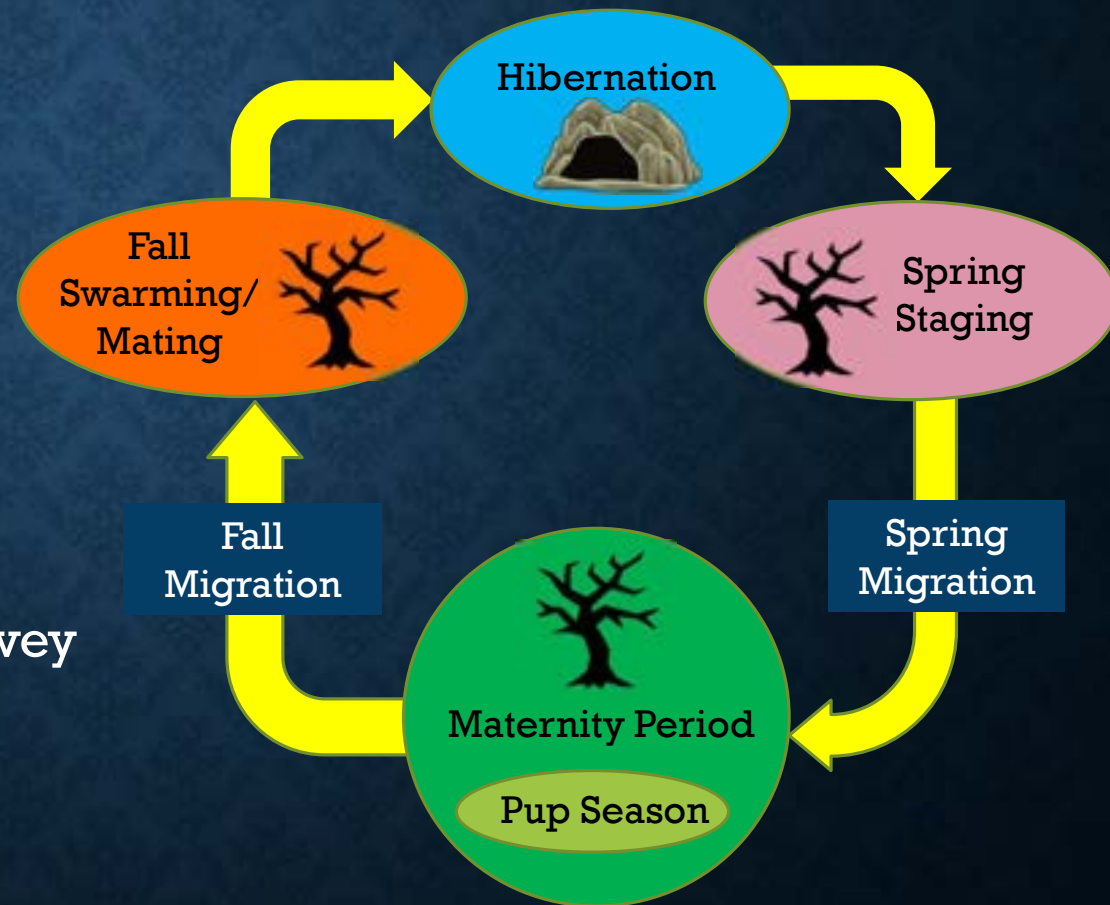 Hibernation
Fall
Swarming/
Mating
Spring
Staging
Fall
Migration
Spring
Migration
Maternity Period
Pup Season